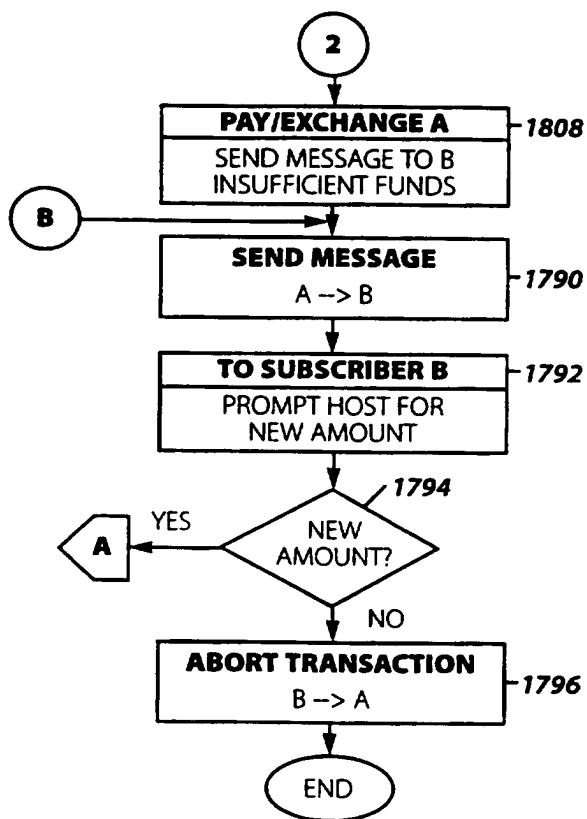 2
PAY/EXCHANGE A
1808
SEND MESSAGE TO B
INSUFFICIENT FUNDS
B
SEND MESSAGE
A --> B
1790
TO SUBSCRIBER B
1792
PROMPT HOST FOR
NEW AMOUNT
1794
YES
A
NEW
AMOUNT?
NO
ABORT TRANSACTION
B --> A
1796
END